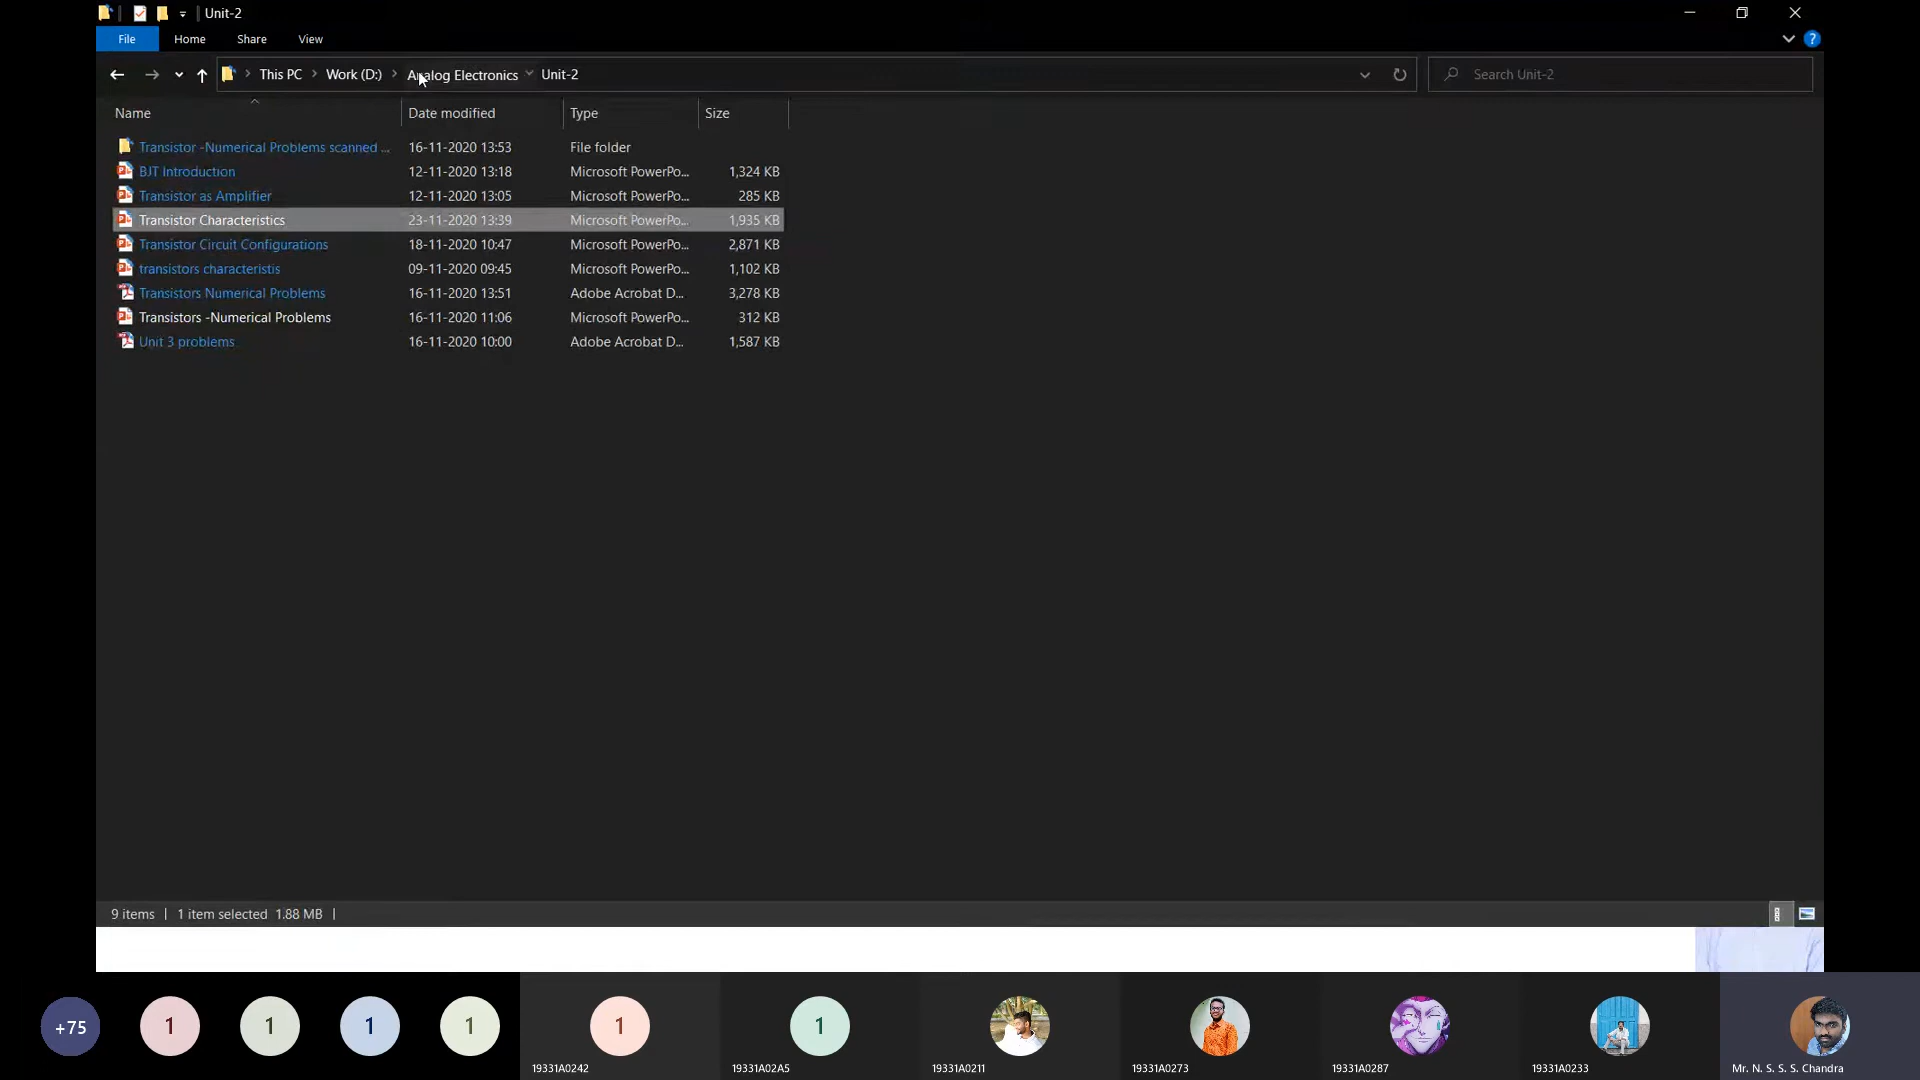 Unit-2
File Home Share View
This PC Work (D:) Analog Electronics Unit-2 Search Unit-2
Name Date modified Type Size
Transistor -Numerical Problems scanned ... 16-11-2020 13:53 File folder
BJT Introduction 12-11-2020 13:18 Microsoft PowerPo... 1,324 KB
Transistor as Amplifier 12-11-2020 13:05 Microsoft PowerPo... 285 KB
Transistor Characteristics 23-11-2020 13:39 Microsoft PowerPo... 1,935 KB
Transistor Circuit Configurations 18-11-2020 10:47 Microsoft PowerPo... 2,871 KB
transistors characteristis 09-11-2020 09:45 Microsoft PowerPo... 1,102 KB
Transistors Numerical Problems 16-11-2020 13:51 Adobe Acrobat D... 3,278 KB
Transistors -Numerical Problems 16-11-2020 11:06 Microsoft PowerPo... 312 KB
Unit 3 problems 16-11-2020 10:00 Adobe Acrobat D... 1,587 KB
9 items 1 item selected 1.88 MB
+75 1 1 1 1 1 1
19331A0242 19331A02A5 19331A0211 19331A0273 19331A0287 19331A0233 Mr. N. S. S. S. Chandra